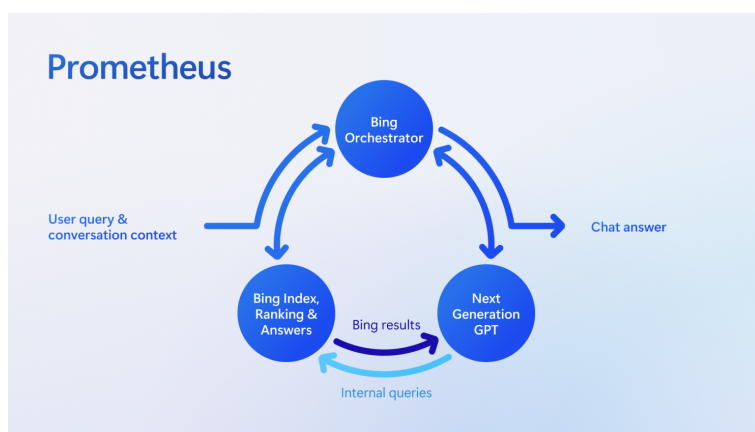 Prometheus
Bing
Orchestrator
User query &
conversation context
Chat answer
Bing Index,
Ranking &
Answers
Bing results
Next
Generation
GPT
Internal queries